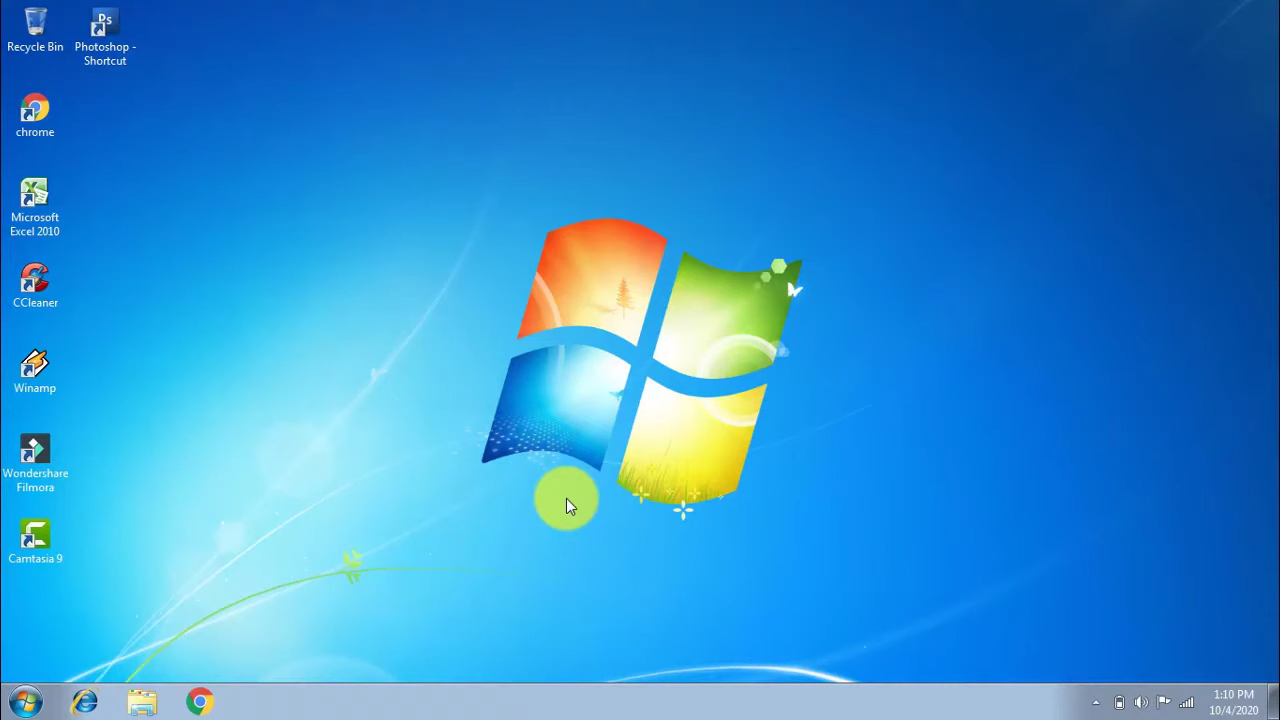 Recycle Bin
Ps
Photoshop -
Shortcut
chrome
Microsoft
Excel 2010
CCleaner
Winamp
Wondershare
Filmora
Camtasia 9
1:10 PM
10/4/2020